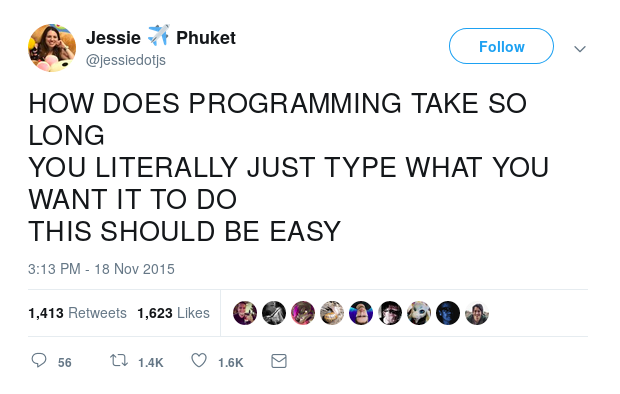 Jessie ✈️ Phuket
@jessiedotjs
Follow
HOW DOES PROGRAMMING TAKE SO
LONG
YOU LITERALLY JUST TYPE WHAT YOU
WANT IT TO DO
THIS SHOULD BE EASY
3:13 PM - 18 Nov 2015
1,413 Retweets 1,623 Likes
56 1.4K 1.6K